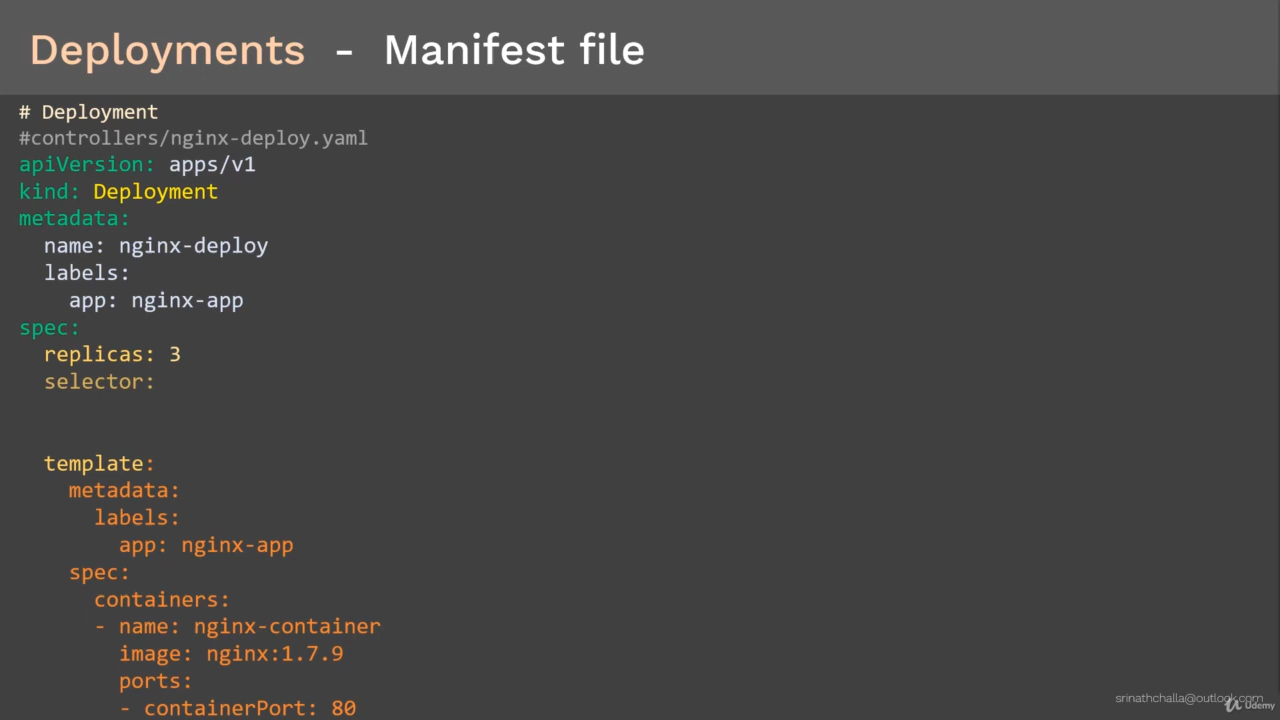 Deployments - Manifest file
# Deployment
#controllers/nginx-deploy.yaml
apiVersion: apps/v1
kind: Deployment
metadata:
  name: nginx-deploy
  labels:
    app: nginx-app
spec:
  replicas: 3
  selector:
  template:
    metadata:
      labels:
        app: nginx-app
    spec:
      containers:
      - name: nginx-container
        image: nginx:1.7.9
        ports:
        - containerPort: 80
srinathchalla@outlook.com
Udemy